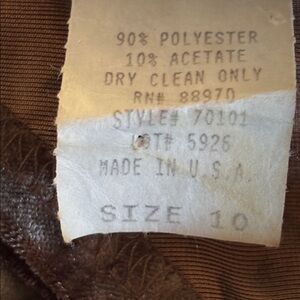 90% POLYESTER
10% ACETATE
DRY CLEAN ONLY
RN# 88970
STYLE# 70101
LOT# 5926
MADE IN U.S.A.
SIZE 10